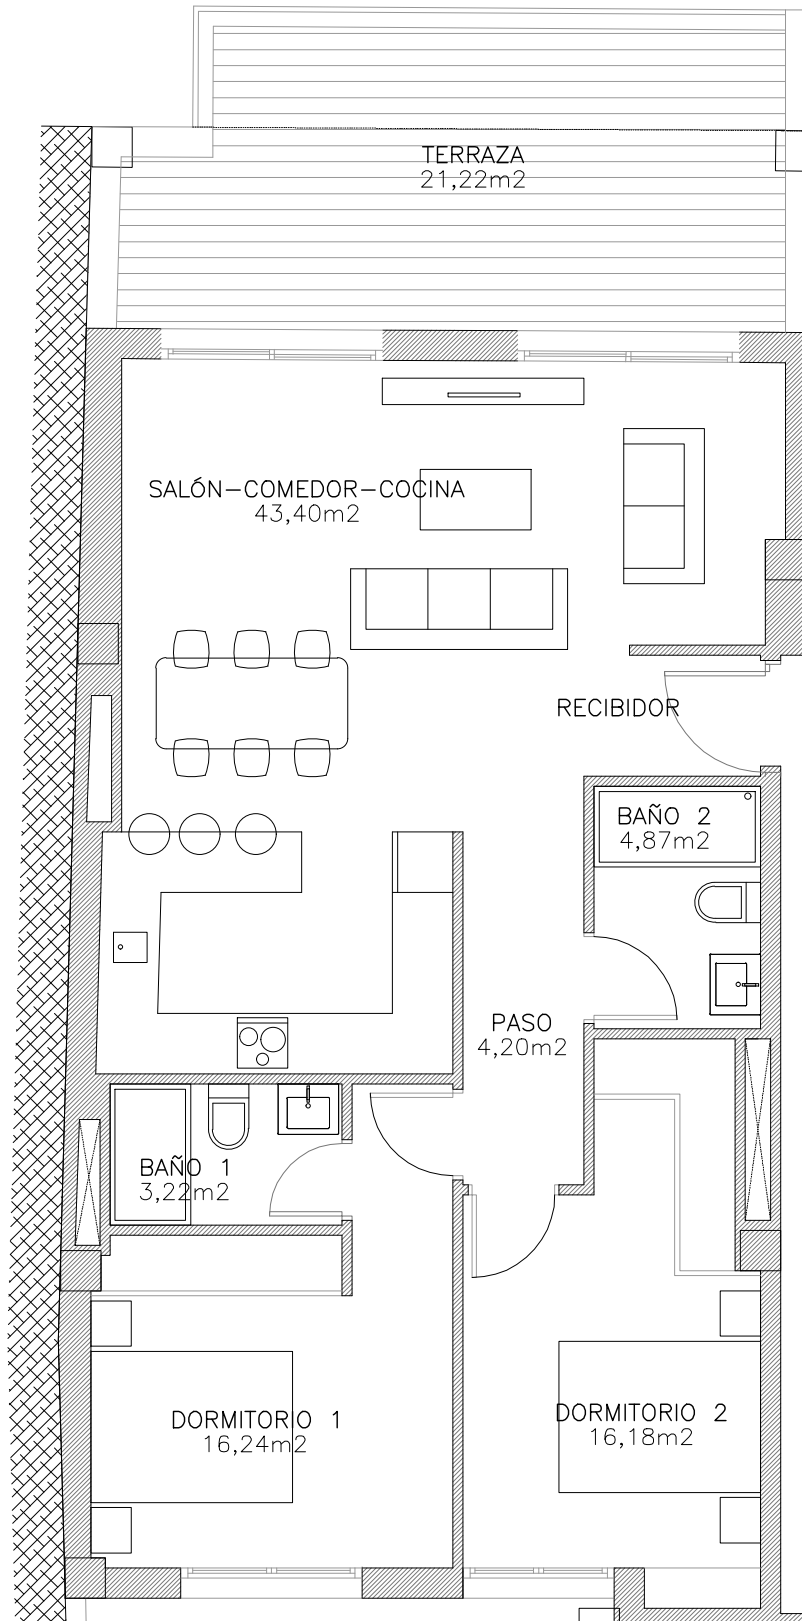 TERRAZA
21,22m2
SALÓN-COMEDOR-COCINA
43,40m2
RECIBIDOR
BAÑO 2
4,87m2
PASO
4,20m2
BAÑO 1
3,22m2
DORMITORIO 1
16,24m2
DORMITORIO 2
16,18m2